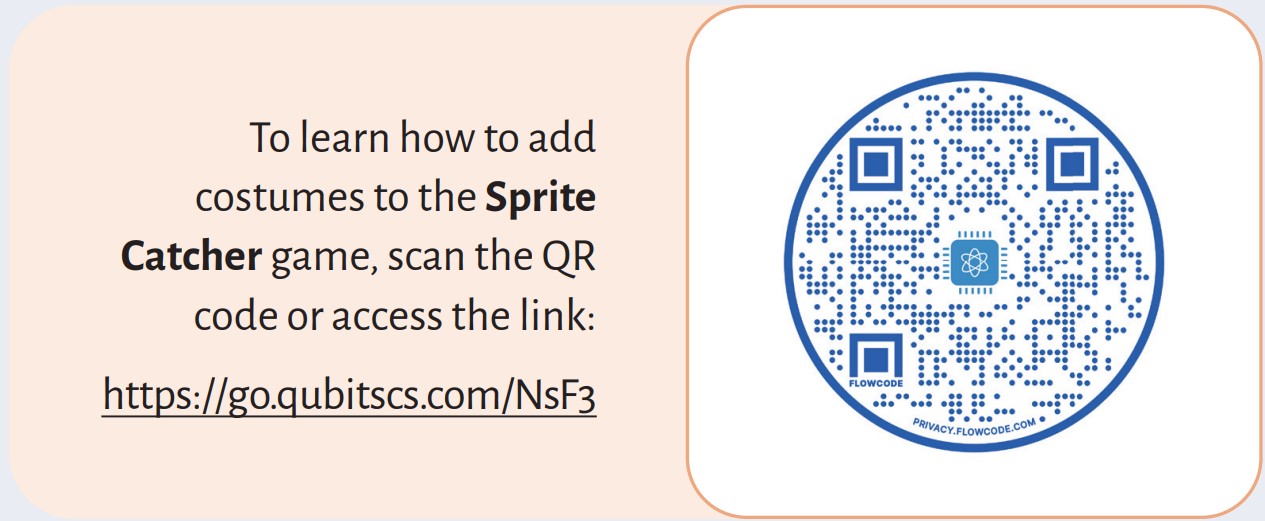 To learn how to add
costumes to the Sprite
Catcher game, scan the QR
code or access the link:
https://go.qubitscs.com/NsF3
FLOWCODE
PRIVACY.FLOWCODE.COM